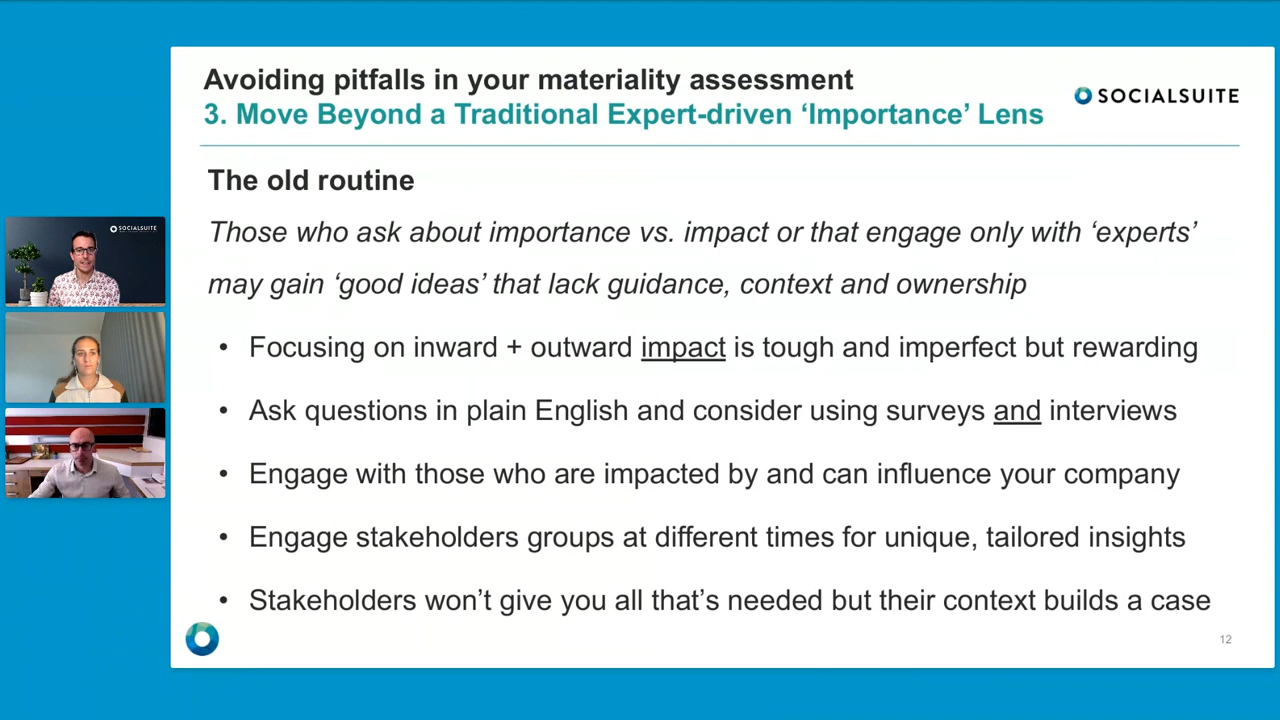 Avoiding pitfalls in your materiality assessment
3. Move Beyond a Traditional Expert-driven ‘Importance’ Lens
SOCIALSUITE
The old routine
Those who ask about importance vs. impact or that engage only with ‘experts’
may gain ‘good ideas’ that lack guidance, context and ownership
• Focusing on inward + outward impact is tough and imperfect but rewarding
• Ask questions in plain English and consider using surveys and interviews
• Engage with those who are impacted by and can influence your company
• Engage stakeholders groups at different times for unique, tailored insights
• Stakeholders won’t give you all that’s needed but their context builds a case
12
SOCIALSUITE